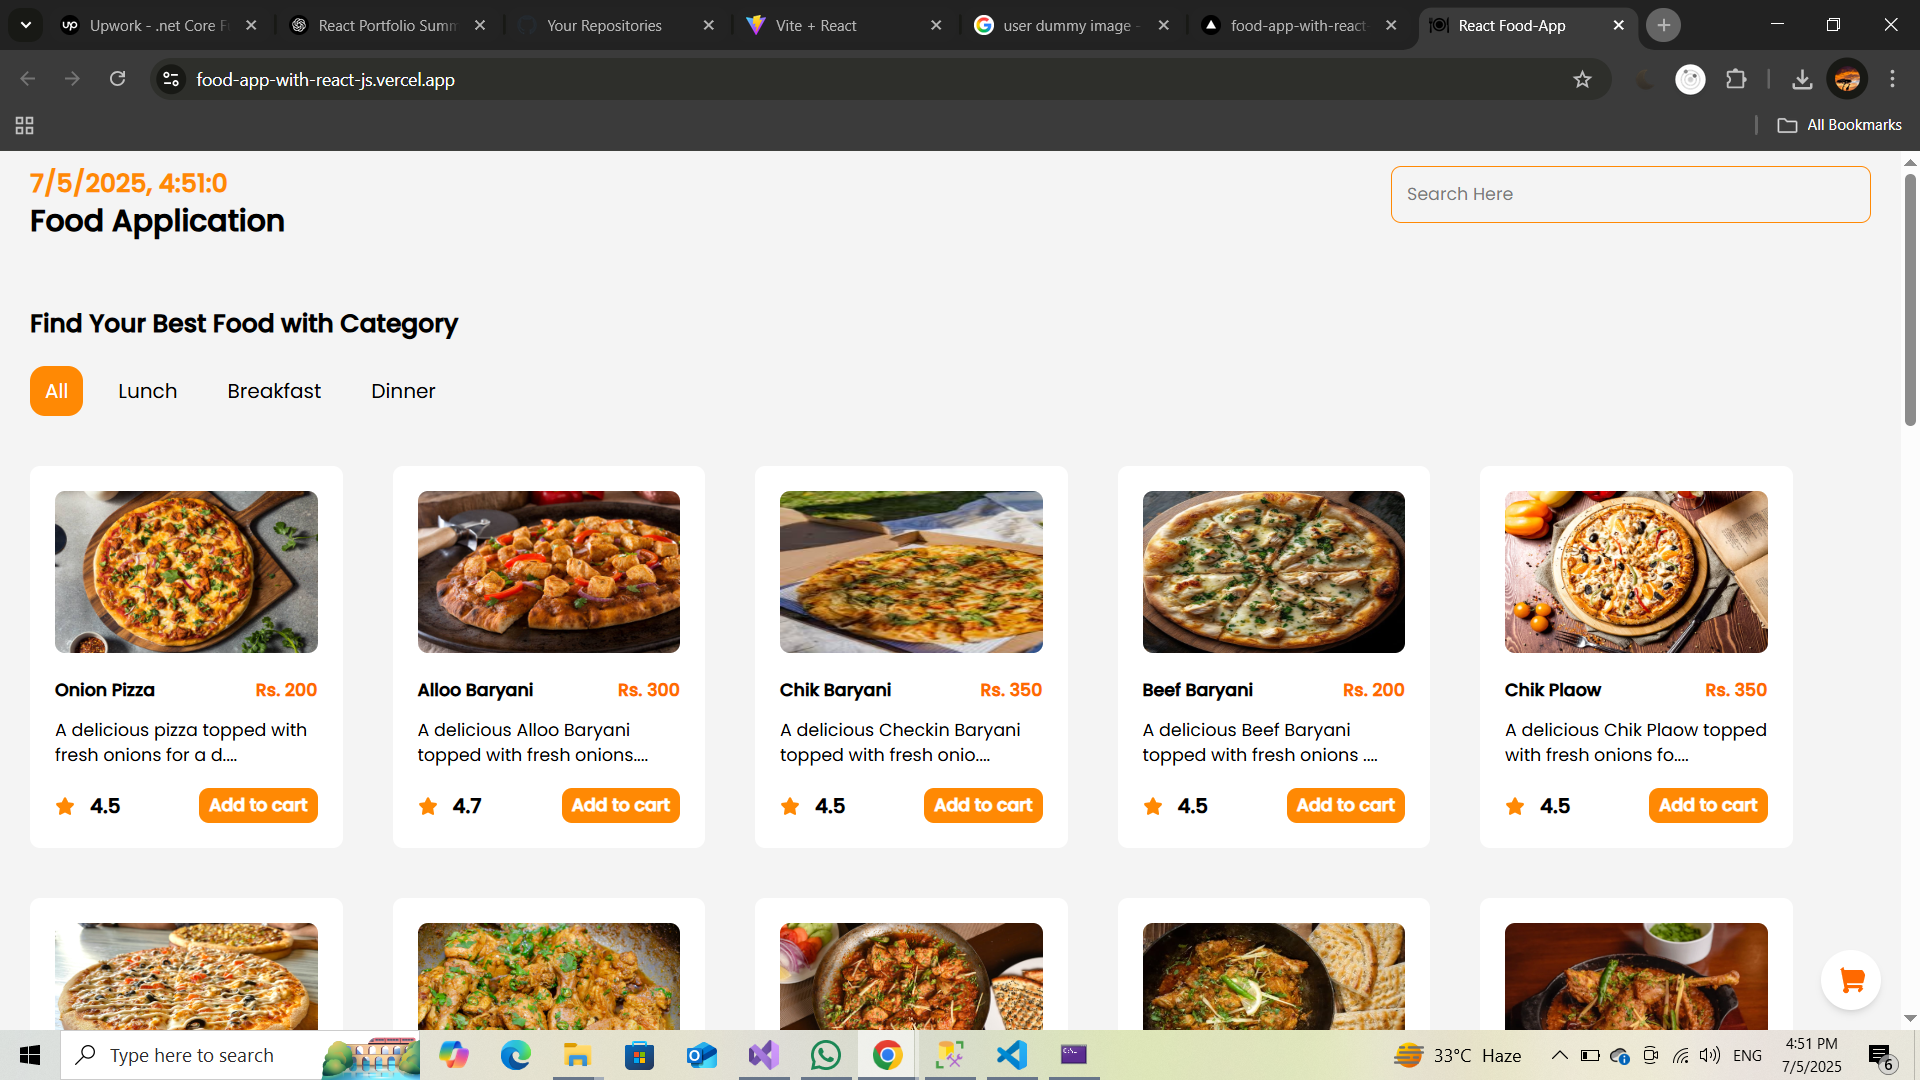 Upwork - .net Core F
React Portfolio Summ
Your Repositories
Vite + React
user dummy image -
food-app-with-react-
React Food-App
food-app-with-react-js.vercel.app
All Bookmarks
7/5/2025, 4:51:0
Search Here
Food Application
Find Your Best Food with Category
All
Lunch
Breakfast
Dinner
Onion Pizza
Rs. 200
A delicious pizza topped with
fresh onions for a d....
4.5
Add to cart
Alloo Baryani
Rs. 300
A delicious Alloo Baryani
topped with fresh onions....
4.7
Add to cart
Chik Baryani
Rs. 350
A delicious Checkin Baryani
topped with fresh onio....
4.5
Add to cart
Beef Baryani
Rs. 200
A delicious Beef Baryani
topped with fresh onions ....
4.5
Add to cart
Chik Plaow
Rs. 350
A delicious Chik Plaow topped
with fresh onions fo....
4.5
Add to cart
Type here to search
33°C Haze
ENG
4:51 PM
7/5/2025
6